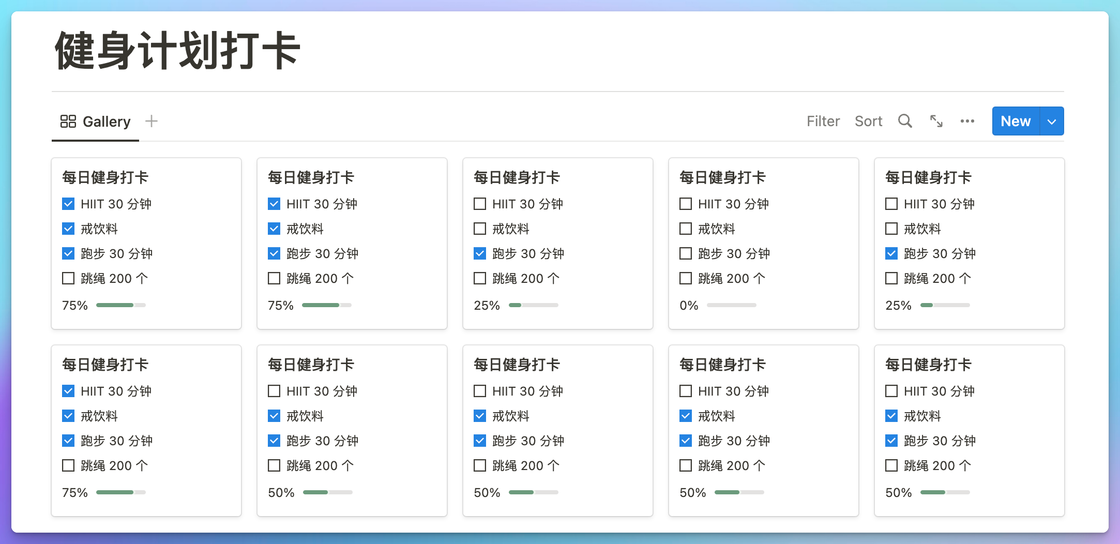 健身计划打卡
Gallery
Filter Sort New
每日健身打卡
HIIT 30 分钟
戒饮料
跑步 30 分钟
跳绳 200 个
75%
每日健身打卡
HIIT 30 分钟
戒饮料
跑步 30 分钟
跳绳 200 个
75%
每日健身打卡
HIIT 30 分钟
戒饮料
跑步 30 分钟
跳绳 200 个
25%
每日健身打卡
HIIT 30 分钟
戒饮料
跑步 30 分钟
跳绳 200 个
0%
每日健身打卡
HIIT 30 分钟
戒饮料
跑步 30 分钟
跳绳 200 个
25%
每日健身打卡
HIIT 30 分钟
戒饮料
跑步 30 分钟
跳绳 200 个
75%
每日健身打卡
HIIT 30 分钟
戒饮料
跑步 30 分钟
跳绳 200 个
50%
每日健身打卡
HIIT 30 分钟
戒饮料
跑步 30 分钟
跳绳 200 个
50%
每日健身打卡
HIIT 30 分钟
戒饮料
跑步 30 分钟
跳绳 200 个
50%
每日健身打卡
HIIT 30 分钟
戒饮料
跑步 30 分钟
跳绳 200 个
50%